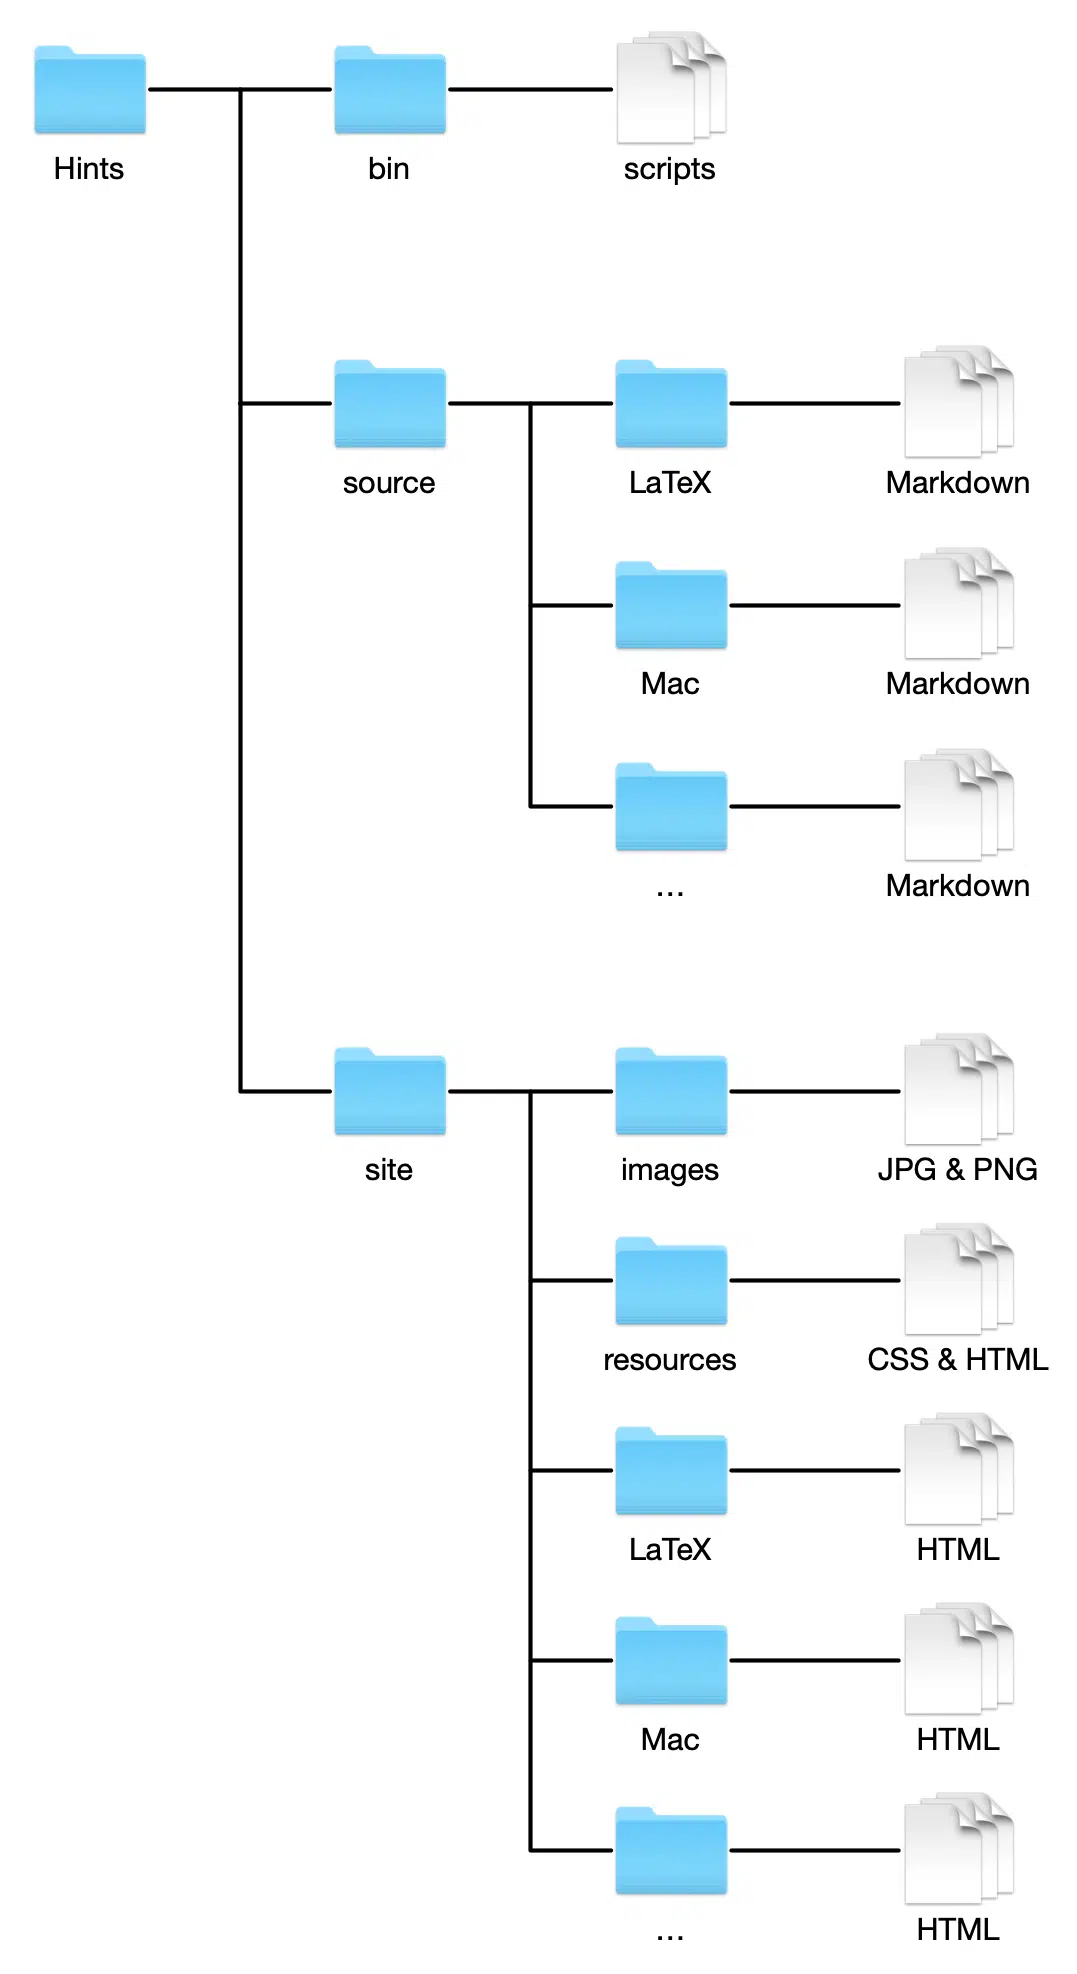 Hints
bin
scripts
source
LaTeX
Markdown
Mac
Markdown
...
Markdown
site
images
JPG & PNG
resources
CSS & HTML
LaTeX
HTML
Mac
HTML
...
HTML